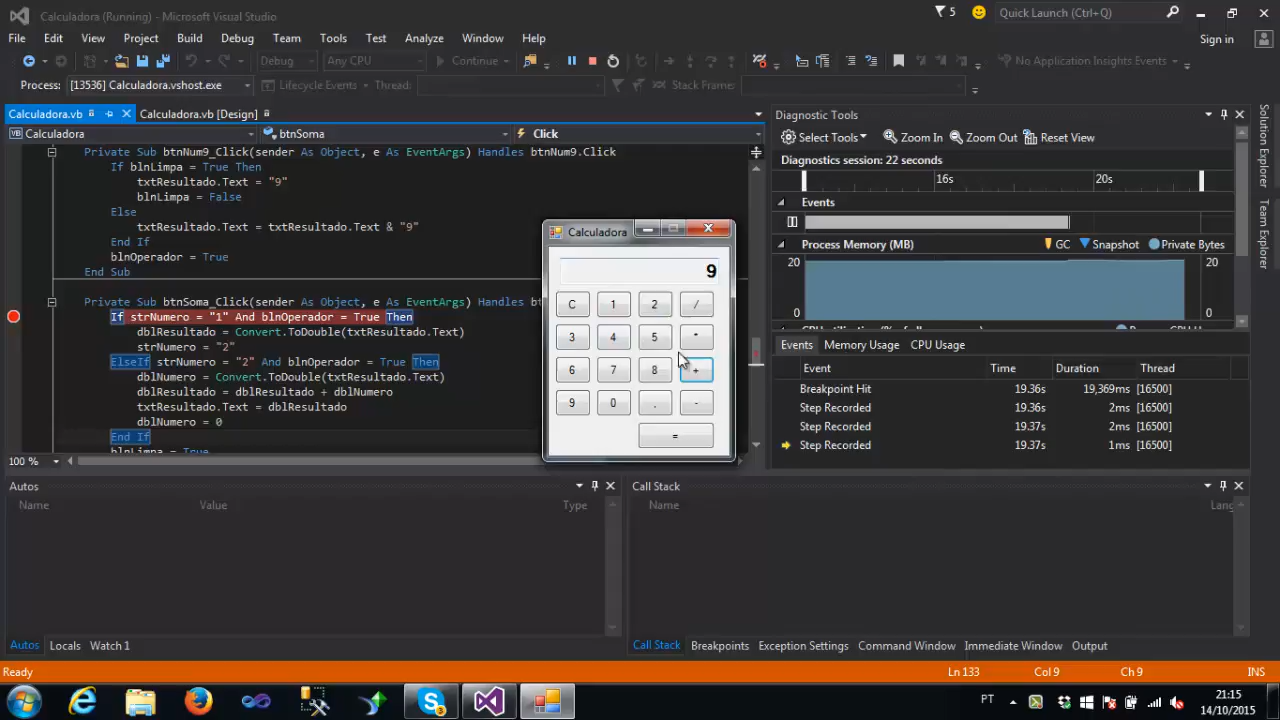 Calculadora (Running) - Microsoft Visual Studio
5
Quick Launch (Ctrl+Q)
File Edit View Project Build Debug Team Tools Test Analyze Window Help
Sign in
Debug Any CPU Continue
No Application Insights Events
Process: [13536] Calculadora.vshost.exe
Lifecycle Events Thread:
Stack Frame:
Calculadora.vb
Calculadora.vb [Design]
Calculadora
btnSoma
Click
Private Sub btnNum9_Click(sender As Object, e As EventArgs) Handles btnNum9.Click
If blnLimpa = True Then
txtResultado.Text = "9"
blnLimpa = False
Else
txtResultado.Text = txtResultado.Text & "9"
End If
blnOperador = True
End Sub
Private Sub btnSoma_Click(sender As Object, e As EventArgs) Handles
If strNumero = "1" And blnOperador = True Then
dblResultado = Convert.ToDouble(txtResultado.Text)
strNumero = "2"
ElseIf strNumero = "2" And blnOperador = True Then
dblNumero = Convert.ToDouble(txtResultado.Text)
dblResultado = dblResultado + dblNumero
txtResultado.Text = dblResultado
dblNumero = 0
End If
blnLimpa = True
100 %
Calculadora
9
C 1 2 /
3 4 5 *
6 7 8 +
9 0 . -
=
Diagnostic Tools
Select Tools Zoom In Zoom Out Reset View
Diagnostics session: 22 seconds
16s 20s
Events
Process Memory (MB)
GC Snapshot Private Bytes
20 20
0 0
Events Memory Usage CPU Usage
Event Time Duration Thread
Breakpoint Hit 19.36s 19,369ms [16500]
Step Recorded 19.36s 2ms [16500]
Step Recorded 19.37s 2ms [16500]
Step Recorded 19.37s 1ms [16500]
Solution Explorer
Team Explorer
Autos
Name Value Type
Autos Locals Watch 1
Call Stack
Name
Call Stack Breakpoints Exception Settings Command Window Immediate Window Output
Ready
Ln 133 Col 9 Ch 9 INS
PT
21:15
14/10/2015